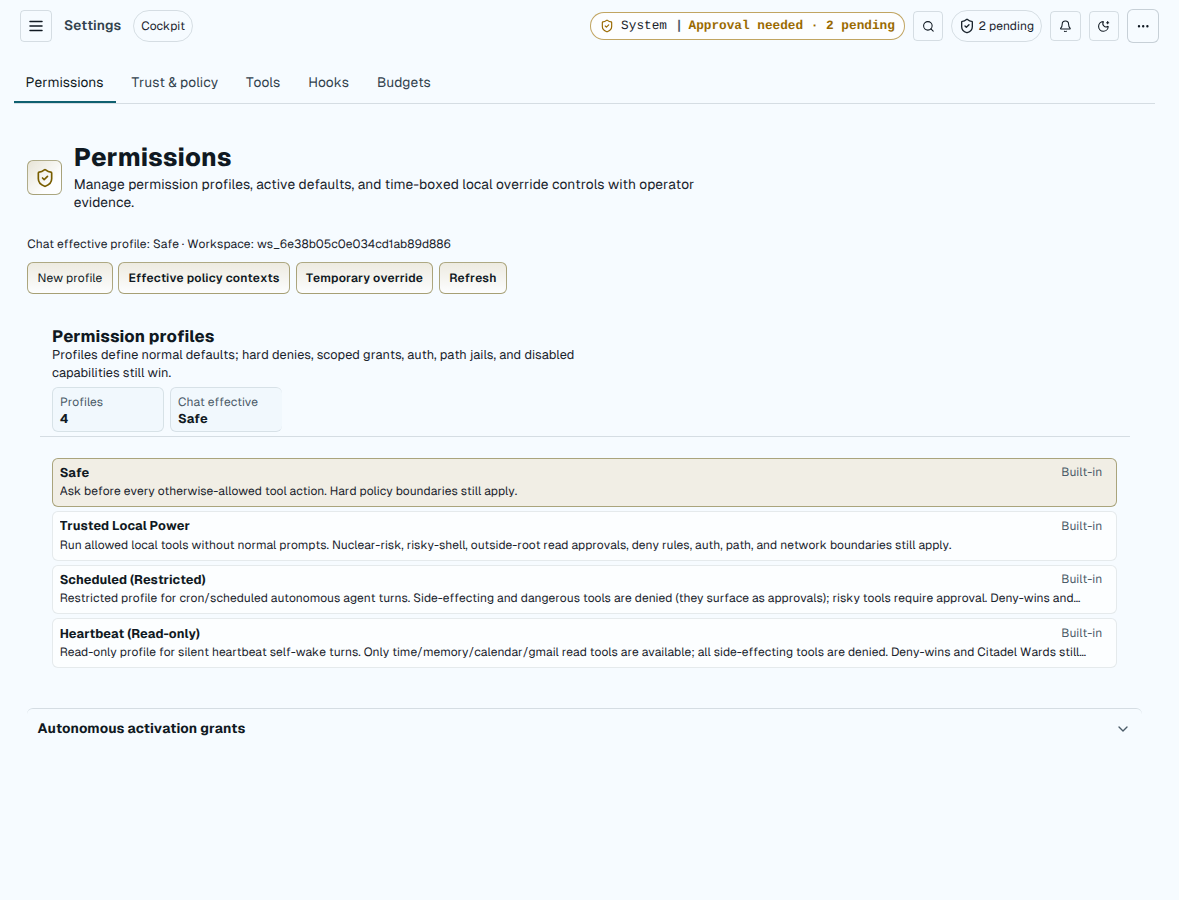 Settings
Cockpit
System | Approval needed · 2 pending
2 pending
Permissions
Trust & policy
Tools
Hooks
Budgets
Permissions
Manage permission profiles, active defaults, and time-boxed local override controls with operator
evidence.
Chat effective profile: Safe · Workspace: ws_6e38b05c0e034cd1ab89d886
New profile
Effective policy contexts
Temporary override
Refresh
Permission profiles
Profiles define normal defaults; hard denies, scoped grants, auth, path jails, and disabled
capabilities still win.
Profiles
4
Chat effective
Safe
Safe
Built-in
Ask before every otherwise-allowed tool action. Hard policy boundaries still apply.
Trusted Local Power
Built-in
Run allowed local tools without normal prompts. Nuclear-risk, risky-shell, outside-root read approvals, deny rules, auth, path, and network boundaries still apply.
Scheduled (Restricted)
Built-in
Restricted profile for cron/scheduled autonomous agent turns. Side-effecting and dangerous tools are denied (they surface as approvals); risky tools require approval. Deny-wins and…
Heartbeat (Read-only)
Built-in
Read-only profile for silent heartbeat self-wake turns. Only time/memory/calendar/gmail read tools are available; all side-effecting tools are denied. Deny-wins and Citadel Wards still…
Autonomous activation grants